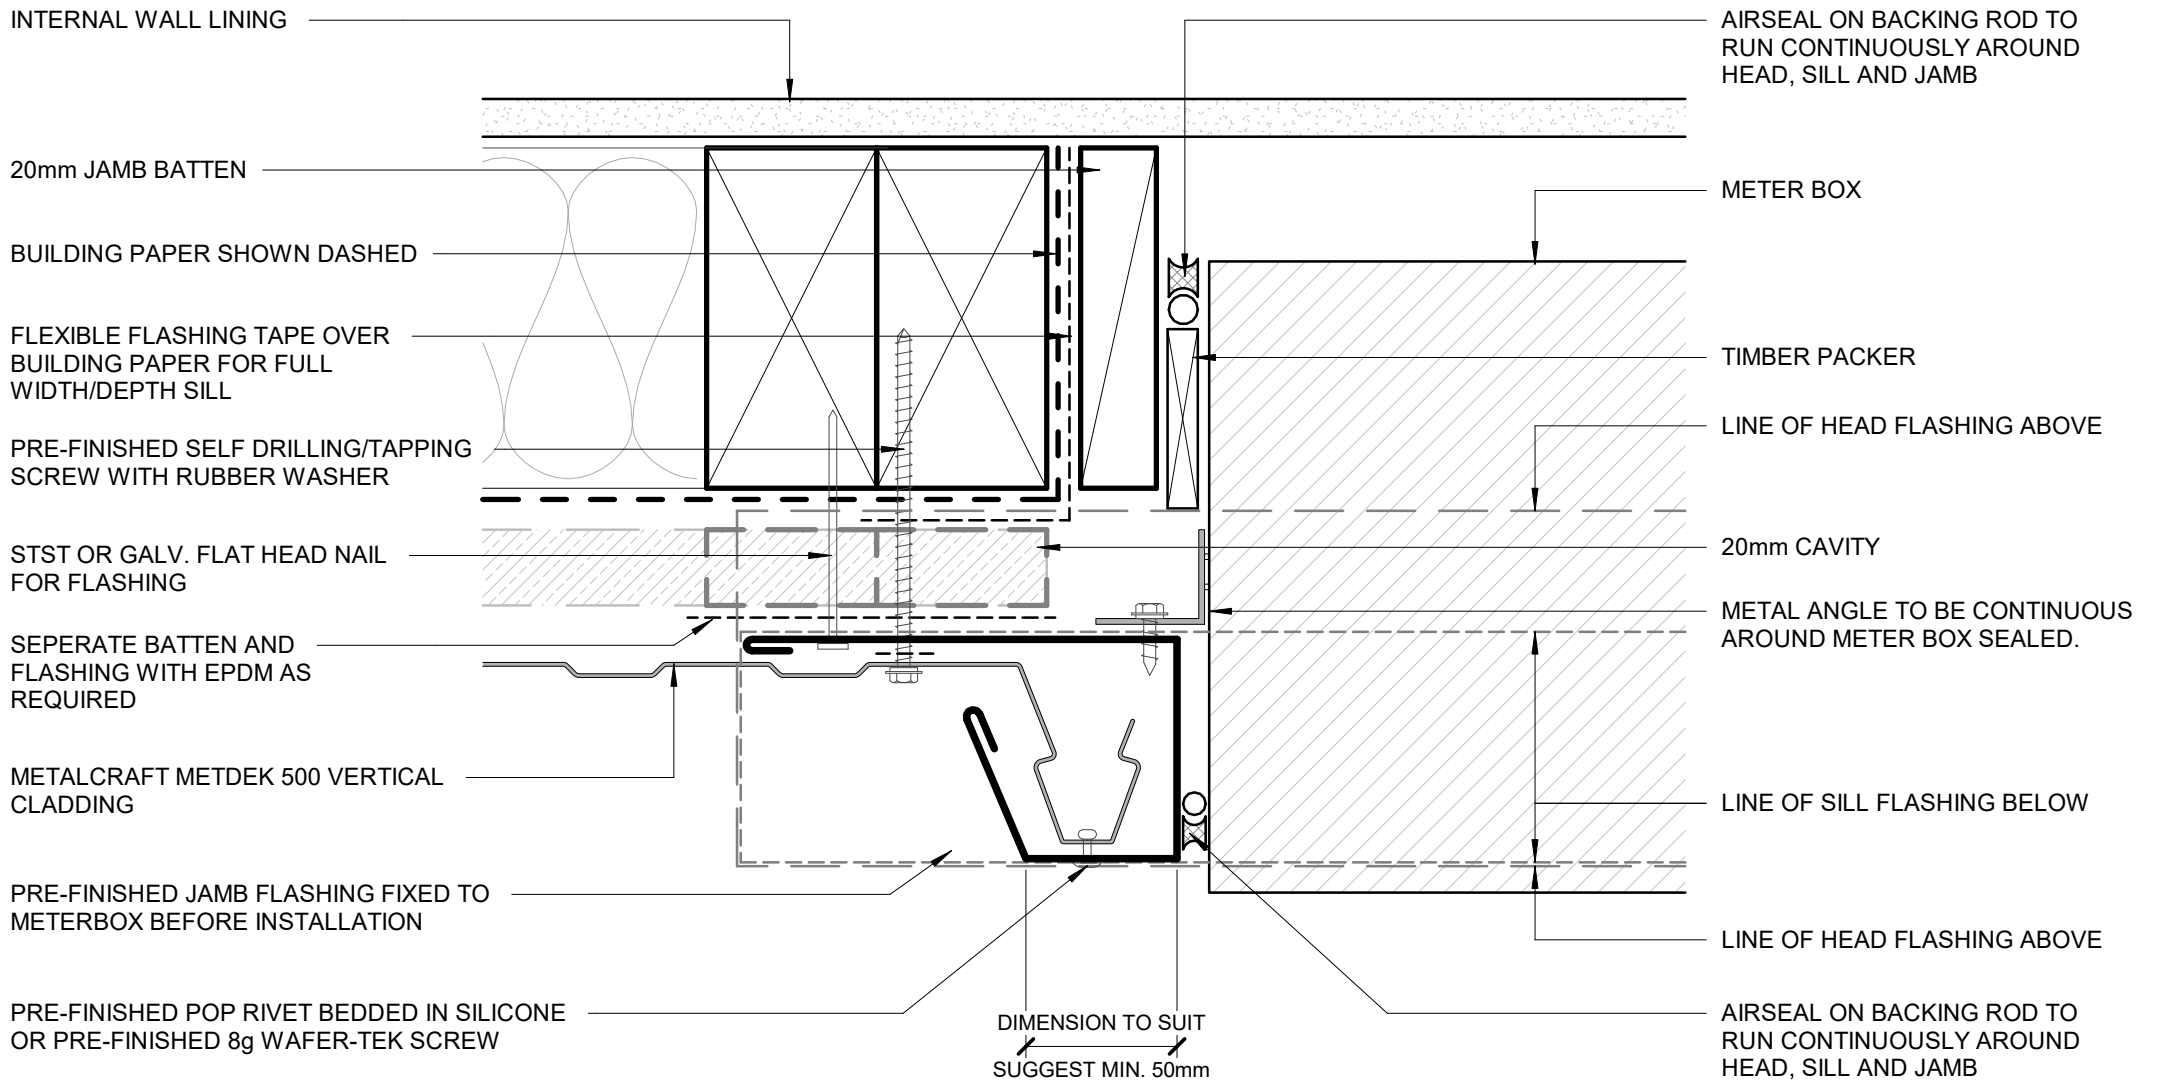 INTERNAL WALL LINING
20mm JAMB BATTEN
BUILDING PAPER SHOWN DASHED
FLEXIBLE FLASHING TAPE OVER
BUILDING PAPER FOR FULL
WIDTH/DEPTH SILL
PRE-FINISHED SELF DRILLING/TAPPING
SCREW WITH RUBBER WASHER
STST OR GALV. FLAT HEAD NAIL
FOR FLASHING
SEPERATE BATTEN AND
FLASHING WITH EPDM AS
REQUIRED
METALCRAFT METDEK 500 VERTICAL
CLADDING
PRE-FINISHED JAMB FLASHING FIXED TO
METERBOX BEFORE INSTALLATION
PRE-FINISHED POP RIVET BEDDED IN SILICONE
OR PRE-FINISHED 8g WAFER-TEK SCREW
DIMENSION TO SUIT
SUGGEST MIN. 50mm
AIRSEAL ON BACKING ROD TO
RUN CONTINUOUSLY AROUND
HEAD, SILL AND JAMB
METER BOX
TIMBER PACKER
LINE OF HEAD FLASHING ABOVE
20mm CAVITY
METAL ANGLE TO BE CONTINUOUS
AROUND METER BOX SEALED.
LINE OF SILL FLASHING BELOW
LINE OF HEAD FLASHING ABOVE
AIRSEAL ON BACKING ROD TO
RUN CONTINUOUSLY AROUND
HEAD, SILL AND JAMB